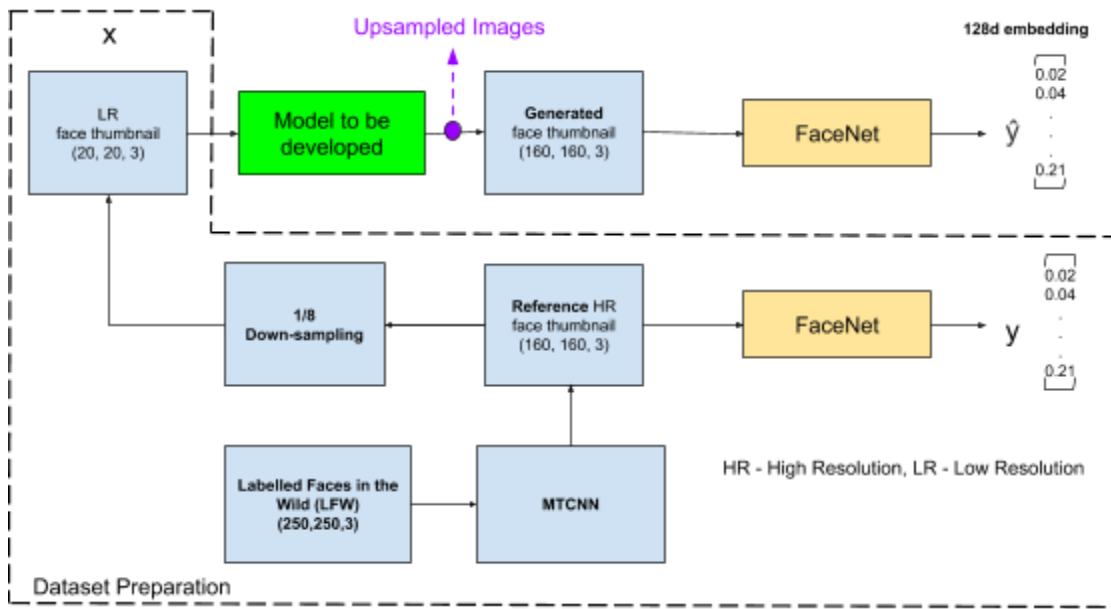 X
Upsampled Images
128d embedding
LR
face thumbnail
(20, 20, 3)
Model to be
developed
Generated
face thumbnail
(160, 160, 3)
FaceNet
ŷ
0.02
0.04
.
.
.
0.21
1/8
Down-sampling
Reference HR
face thumbnail
(160, 160, 3)
FaceNet
y
0.02
0.04
.
.
.
0.21
Labelled Faces in the
Wild (LFW)
(250,250,3)
MTCNN
HR - High Resolution, LR - Low Resolution
Dataset Preparation